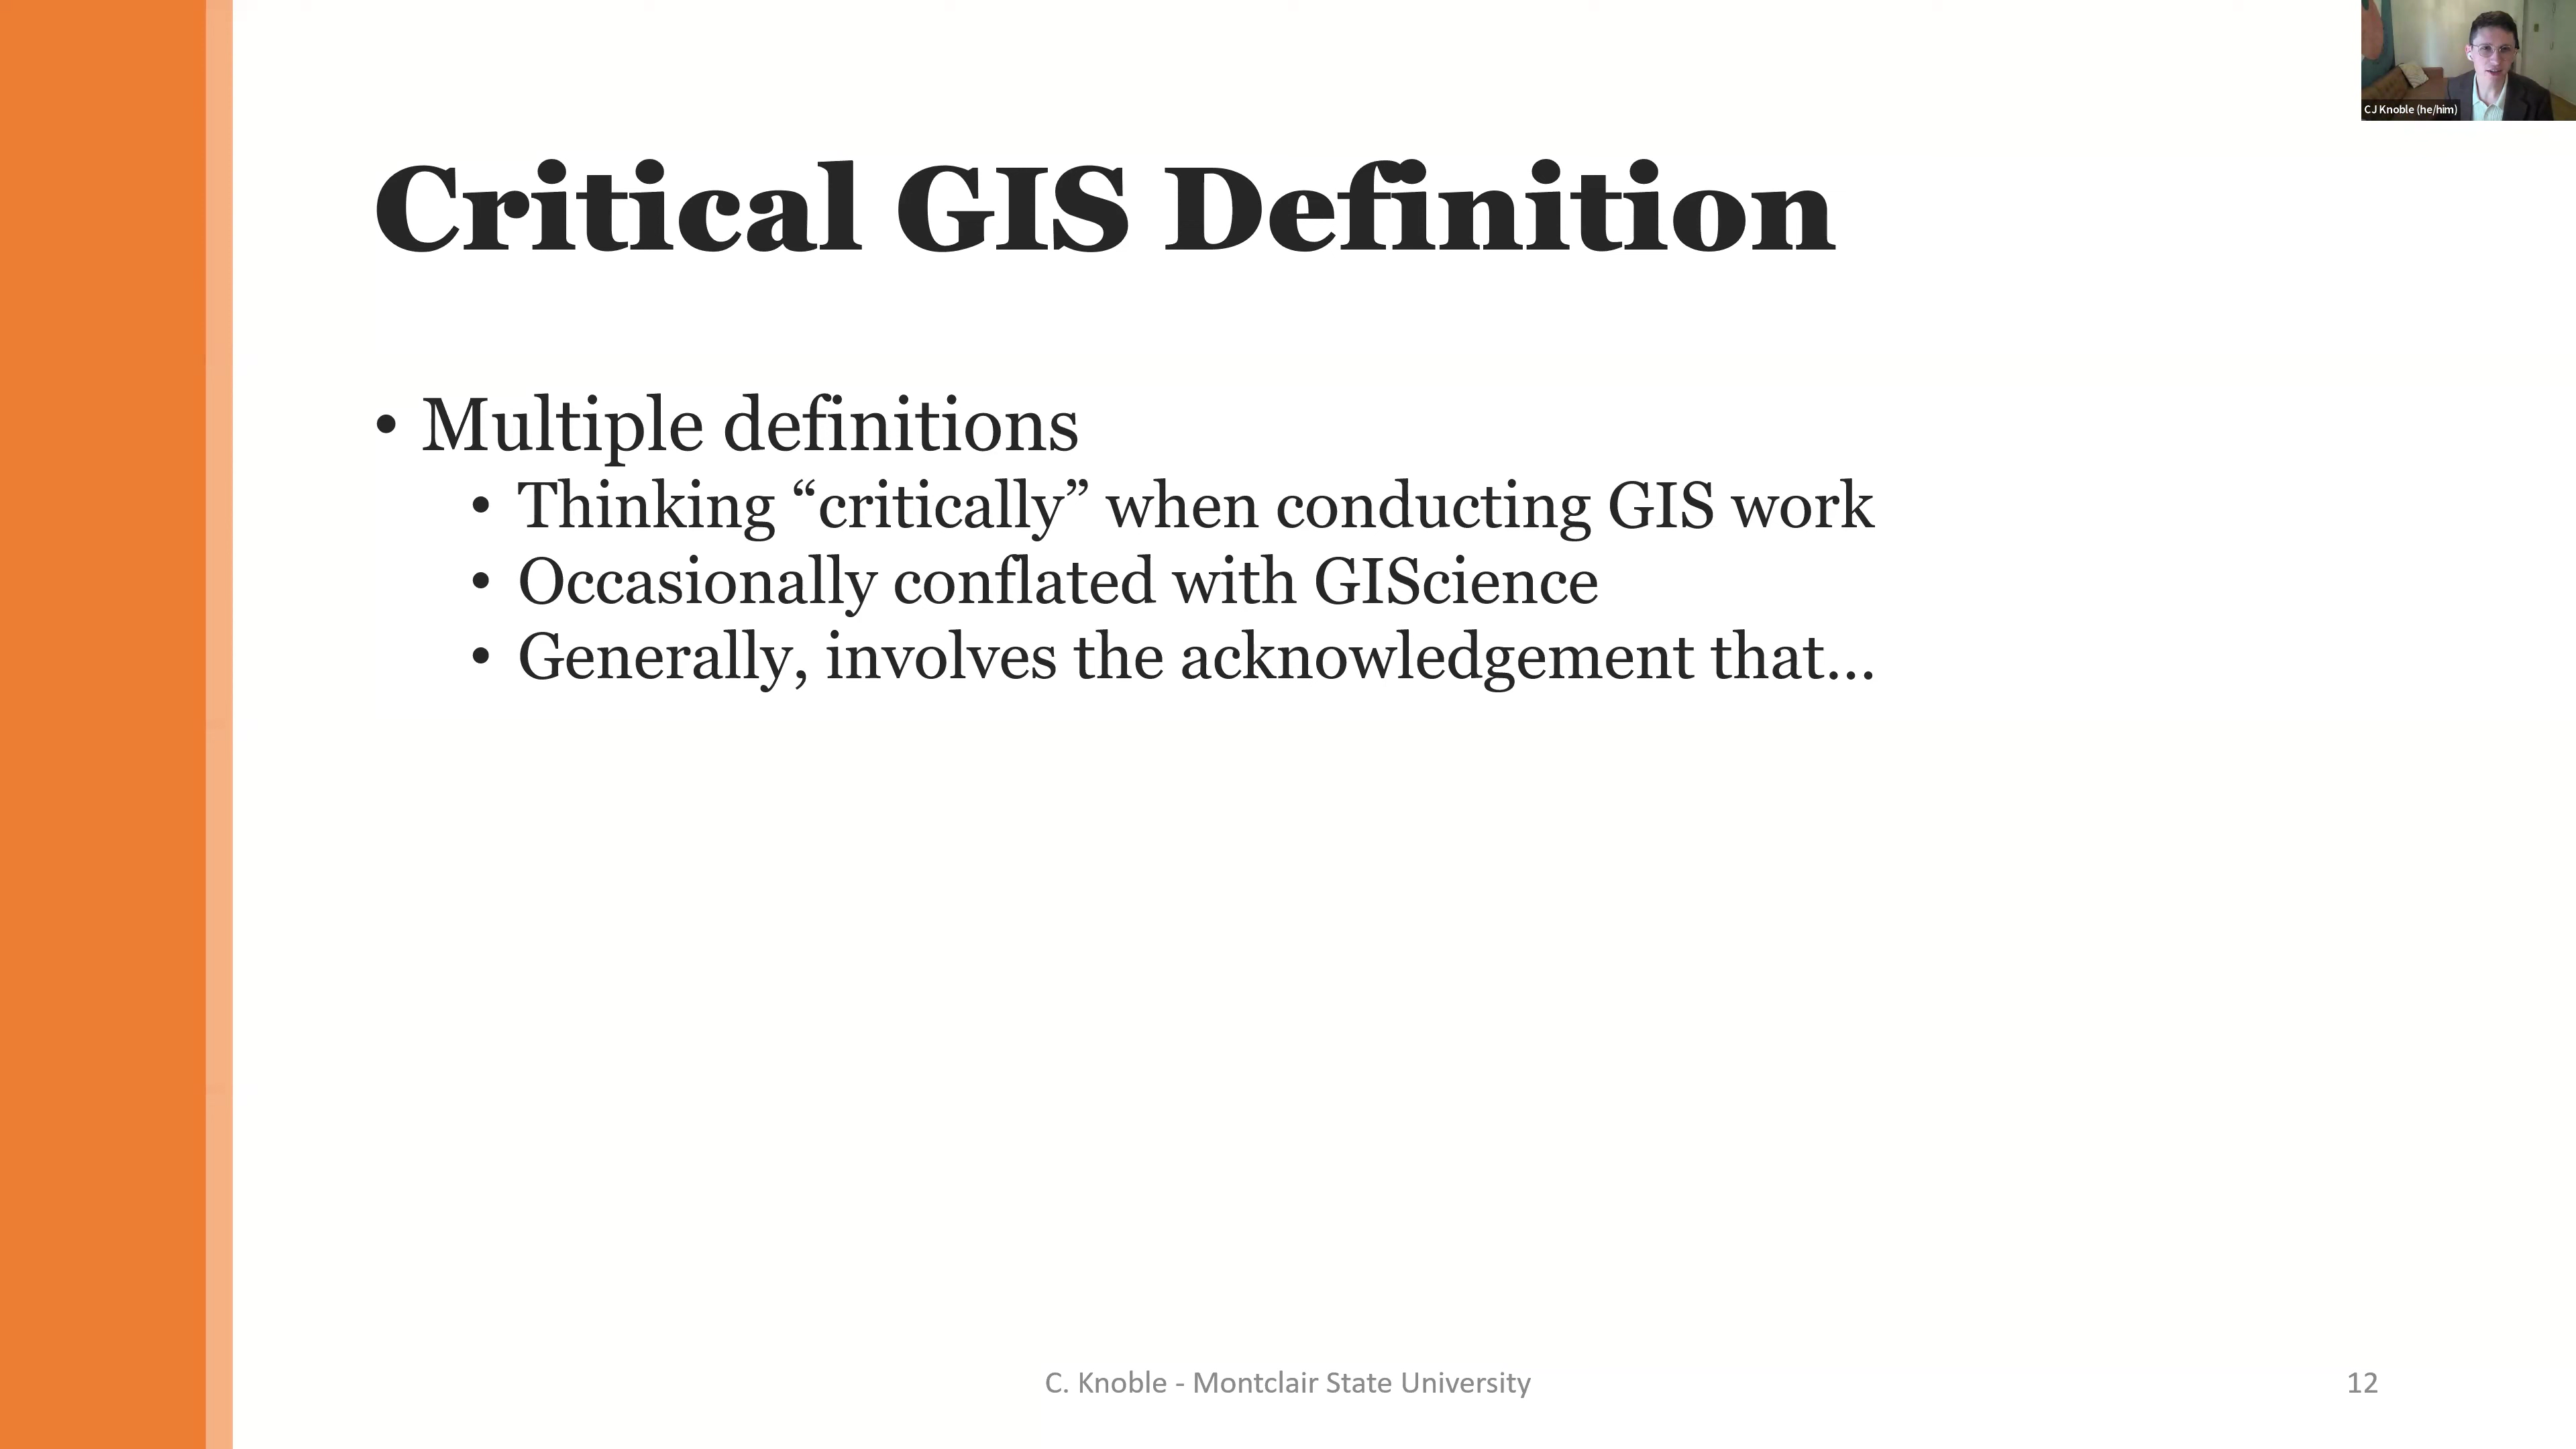 CJ Knoble (he/him)
Critical GIS Definition
• Multiple definitions
• Thinking “critically” when conducting GIS work
• Occasionally conflated with GIScience
• Generally, involves the acknowledgement that...
C. Knoble - Montclair State University
12